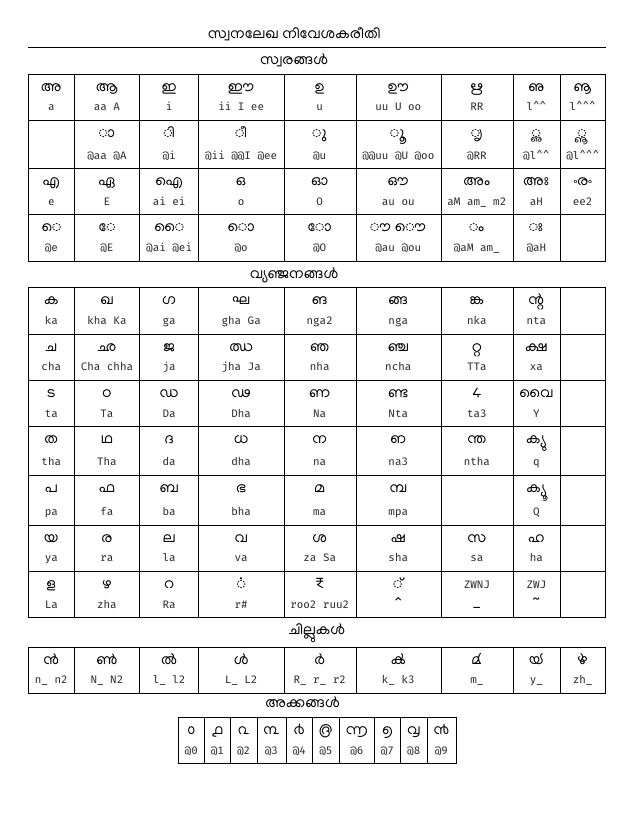 സ്വനലേഖ നിവേശകരീതി
സ്വരങ്ങൾ
അ ആ ഇ ഈ ഉ ഊ ഋ ഌ ൡ
a aa A i ii I ee u uu U oo RR l^^ l^^^
ാ ി ീ ു ൂ ൃ ൢ ൣ
@aa @A @i @ii @@I @ee @u @@uu @U @oo @RR @l^^ @l^^^
എ ഏ ഐ ഒ ഓ ഔ അം അഃ ൟ
e E ai ei o O au ou aM am_ m2 aH ee2
െ േ ൈ ൊ ോ ൗ ൌ ം ഃ
@e @E @ai @ei @o @O @au @ou @aM am_ @aH
വ്യഞ്ജനങ്ങൾ
ക ഖ ഗ ഘ ങ ങ്ങ ങ്ക ന്റ
ka kha Ka ga gha Ga nga2 nga nka nta
ച ഛ ജ ഝ ഞ ഞ്ച റ്റ ക്ഷ
cha Cha chha ja jha Ja nha ncha TTa xa
ട ഠ ഡ ഢ ണ ണ്ട ഺ വൈ
ta Ta Da Dha Na Nta ta3 Y
ത ഥ ദ ധ ന ഩ ന്ത ക്യു
tha Tha da dha na na3 ntha q
പ ഫ ബ ഭ മ മ്പ ക്യൂ
pa fa ba bha ma mpa Q
യ ര ല വ ശ ഷ സ ഹ
ya ra la va za Sa sha sa ha
ള ഴ റ ൎ ₹ ് ZWNJ ZWJ
La zha Ra r# roo2 ruu2 ^ _ ~
ചില്ലുകൾ
ൻ ൺ ൽ ൾ ർ ൿ ൔ ൕ ൖ
n_ n2 N_ N2 l_ l2 L_ L2 R_ r_ r2 k_ k3 m_ y_ zh_
അക്കങ്ങൾ
൦ ൧ ൨ ൩ ൪ ൫ ൬ ൭ ൮ ൯
@0 @1 @2 @3 @4 @5 @6 @7 @8 @9